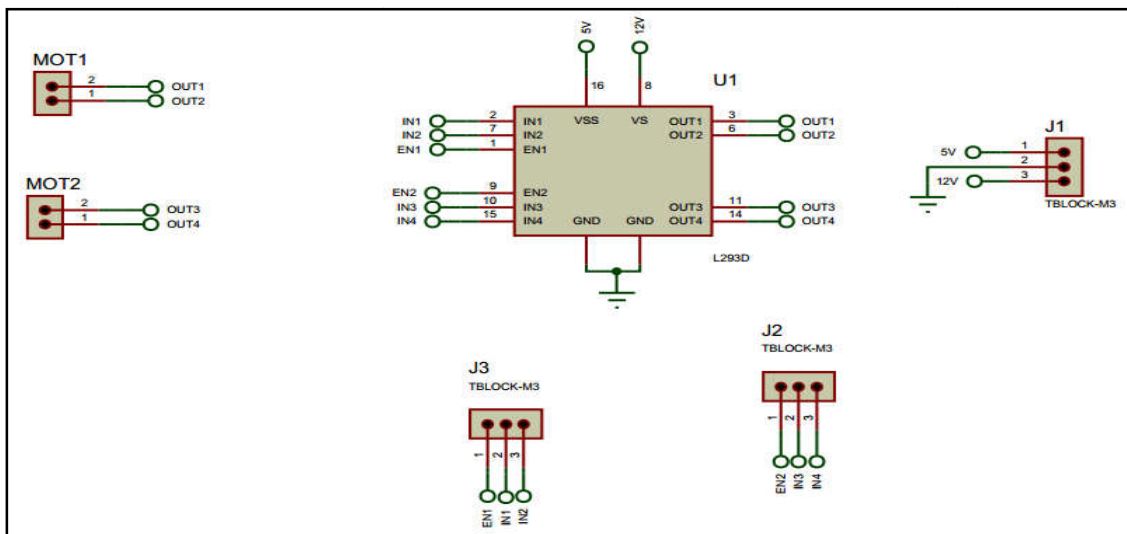 MOT1
2 OUT1
1 OUT2
MOT2
2 OUT3
1 OUT4
5V 12V
16 8
U1
VSS VS
IN1 2 IN1 OUT1 3 OUT1
IN2 7 IN2 OUT2 6 OUT2
EN1 1 EN1
EN2 9 EN2
IN3 10 IN3 OUT3 11 OUT3
IN4 15 IN4 GND GND OUT4 14 OUT4
L293D
J1
5V 1
2
12V 3
TBLOCK-M3
J2
TBLOCK-M3
1 2 3
EN2 IN3 IN4
J3
TBLOCK-M3
1 2 3
EN1 IN1 IN2